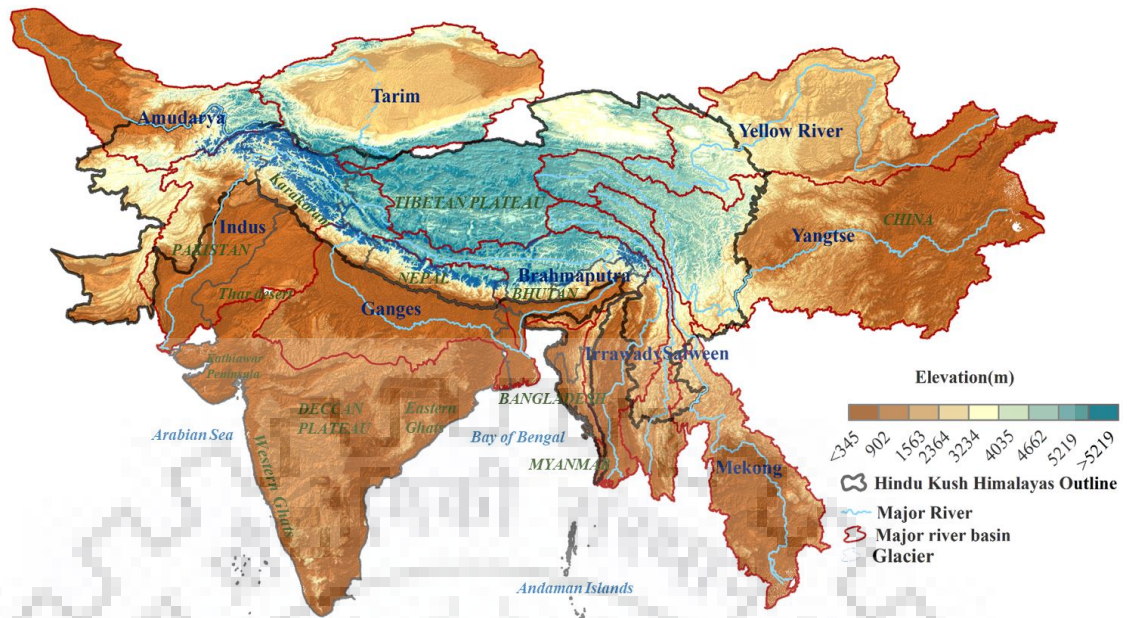 Tarim
Amudarya
Yellow River
Karakoram
TIBETAN PLATEAU
CHINA
Indus
Yangtse
PAKISTAN
NEPAL
Brahmaputra
BHUTAN
Thar desert
Ganges
Irrawady
Salween
Kathiawar
Peninsula
Elevation(m)
BANGLADESH
DECCAN
PLATEAU
Eastern
Ghats
Arabian Sea
Bay of Bengal
Western Ghats
MYANMAR
Mekong
<345
902
1563
2364
3234
4035
4662
5219
>5219
Hindu Kush Himalayas Outline
Major River
Major river basin
Glacier
Andaman Islands